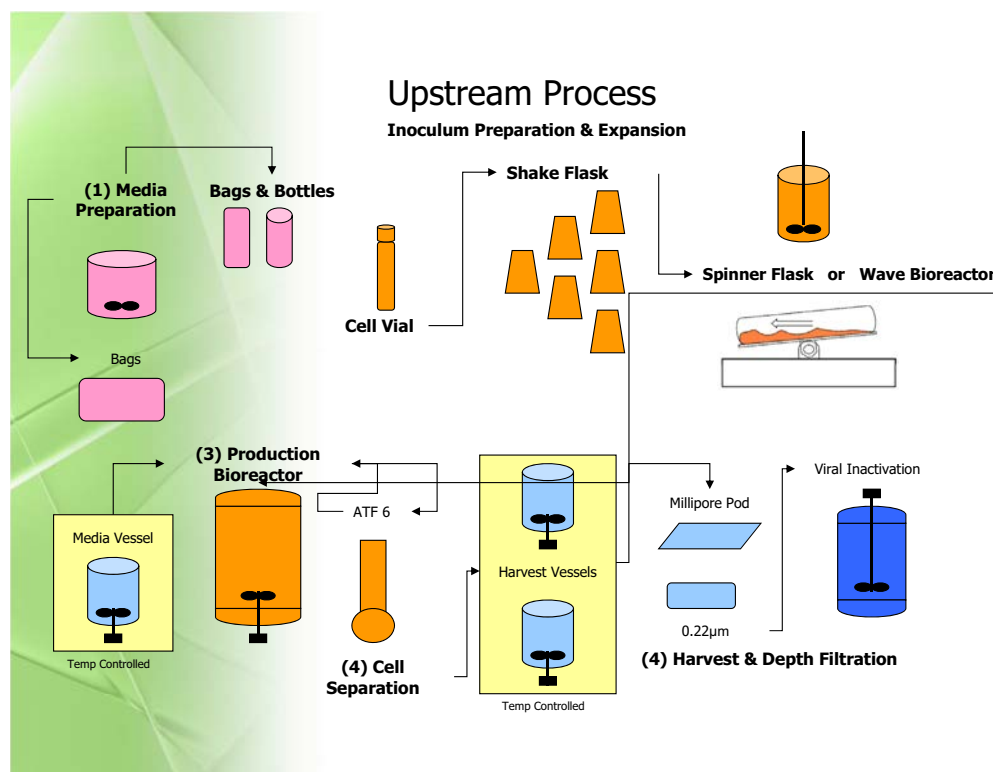 Upstream Process
Inoculum Preparation & Expansion
(1) Media
Preparation
Bags & Bottles
Shake Flask
Cell Vial
Spinner Flask or Wave Bioreactor
Bags
(3) Production
Bioreactor
ATF 6
Media Vessel
Temp Controlled
(4) Cell
Separation
Harvest Vessels
Temp Controlled
Millipore Pod
0.22µm
(4) Harvest & Depth Filtration
Viral Inactivation